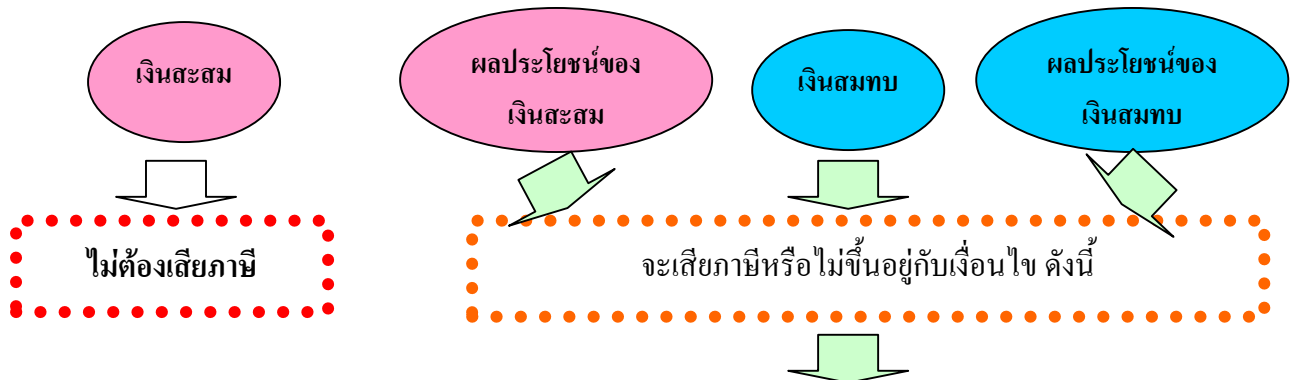 เงินสะสม
ผลประโยชน์ของ
เงินสะสม
เงินสมทบ
ผลประโยชน์ของ
เงินสมทบ
ไม่ต้องเสียภาษี
จะเสียภาษีหรือไม่ขึ้นอยู่กับเงื่อนไข ดังนี้